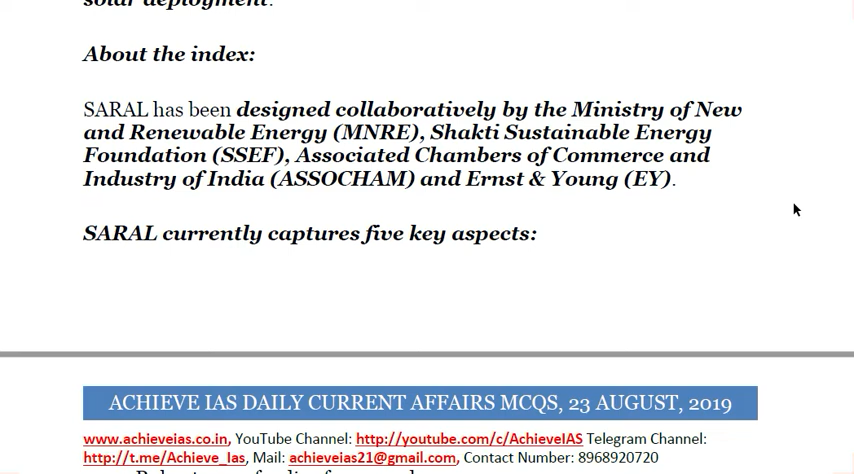 solar deployment.
About the index:
SARAL has been designed collaboratively by the Ministry of New
and Renewable Energy (MNRE), Shakti Sustainable Energy
Foundation (SSEF), Associated Chambers of Commerce and
Industry of India (ASSOCHAM) and Ernst & Young (EY).
SARAL currently captures five key aspects:
ACHIEVE IAS DAILY CURRENT AFFAIRS MCQS, 23 AUGUST, 2019
www.achieveias.co.in, YouTube Channel: http://youtube.com/c/AchieveIAS Telegram Channel:
http://t.me/Achieve_Ias, Mail: achieveias21@gmail.com, Contact Number: 8968920720